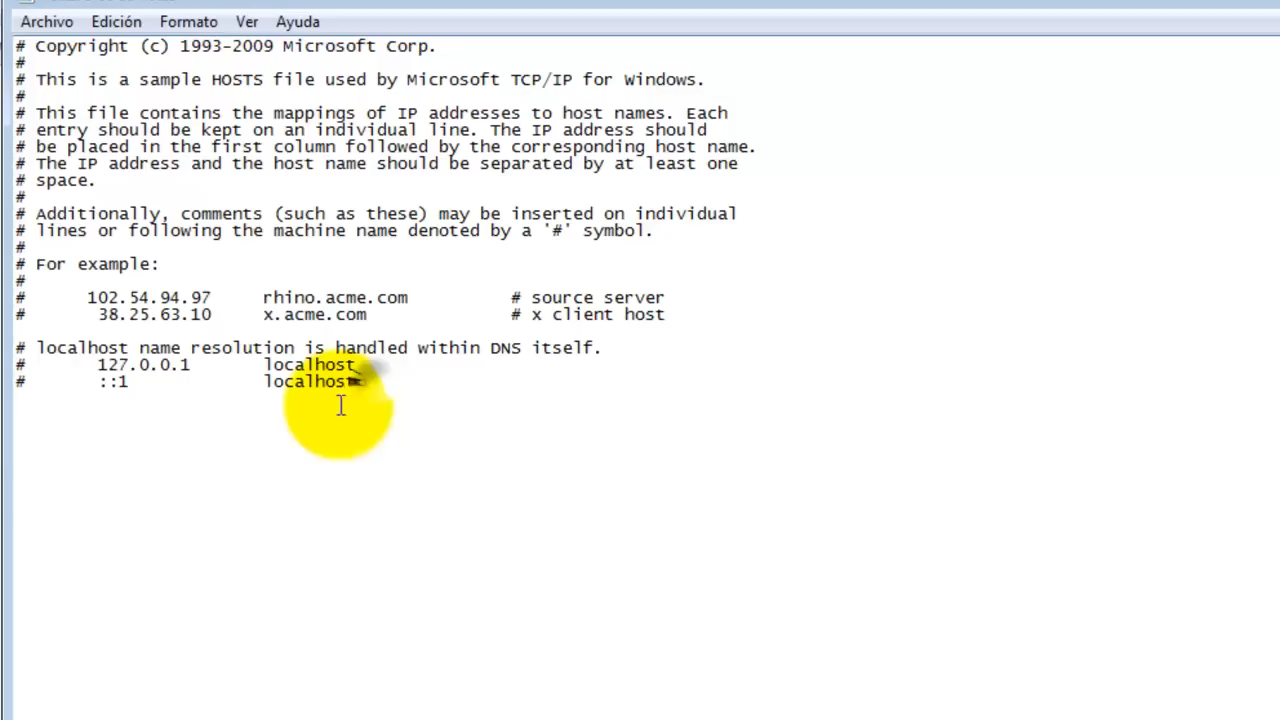 Archivo Edición Formato Ver Ayuda
# Copyright (c) 1993-2009 Microsoft Corp.
#
# This is a sample HOSTS file used by Microsoft TCP/IP for Windows.
#
# This file contains the mappings of IP addresses to host names. Each
# entry should be kept on an individual line. The IP address should
# be placed in the first column followed by the corresponding host name.
# The IP address and the host name should be separated by at least one
# space.
#
# Additionally, comments (such as these) may be inserted on individual
# lines or following the machine name denoted by a '#' symbol.
#
# For example:
#
# 102.54.94.97 rhino.acme.com # source server
# 38.25.63.10 x.acme.com # x client host
# localhost name resolution is handled within DNS itself.
# 127.0.0.1 localhost
# ::1 localhost